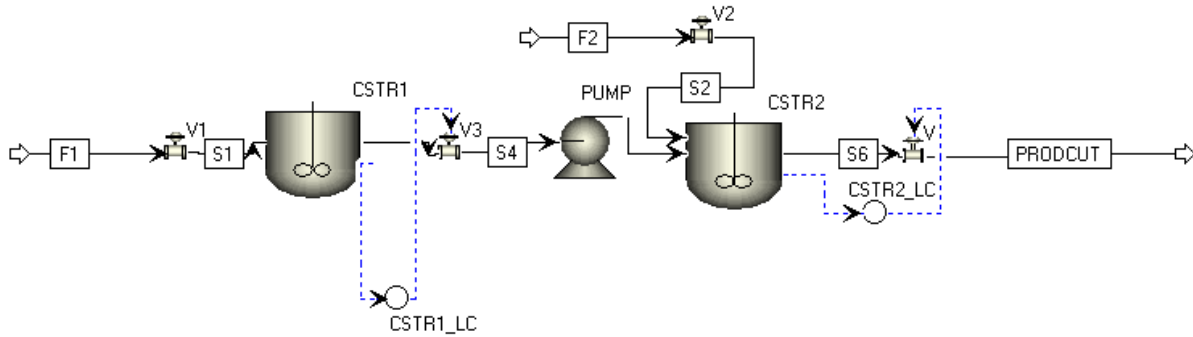 F2
V2
S2
CSTR1
PUMP
CSTR2
F1
V1
S1
V3
S4
S6
V
PRODCUT
CSTR2_LC
CSTR1_LC